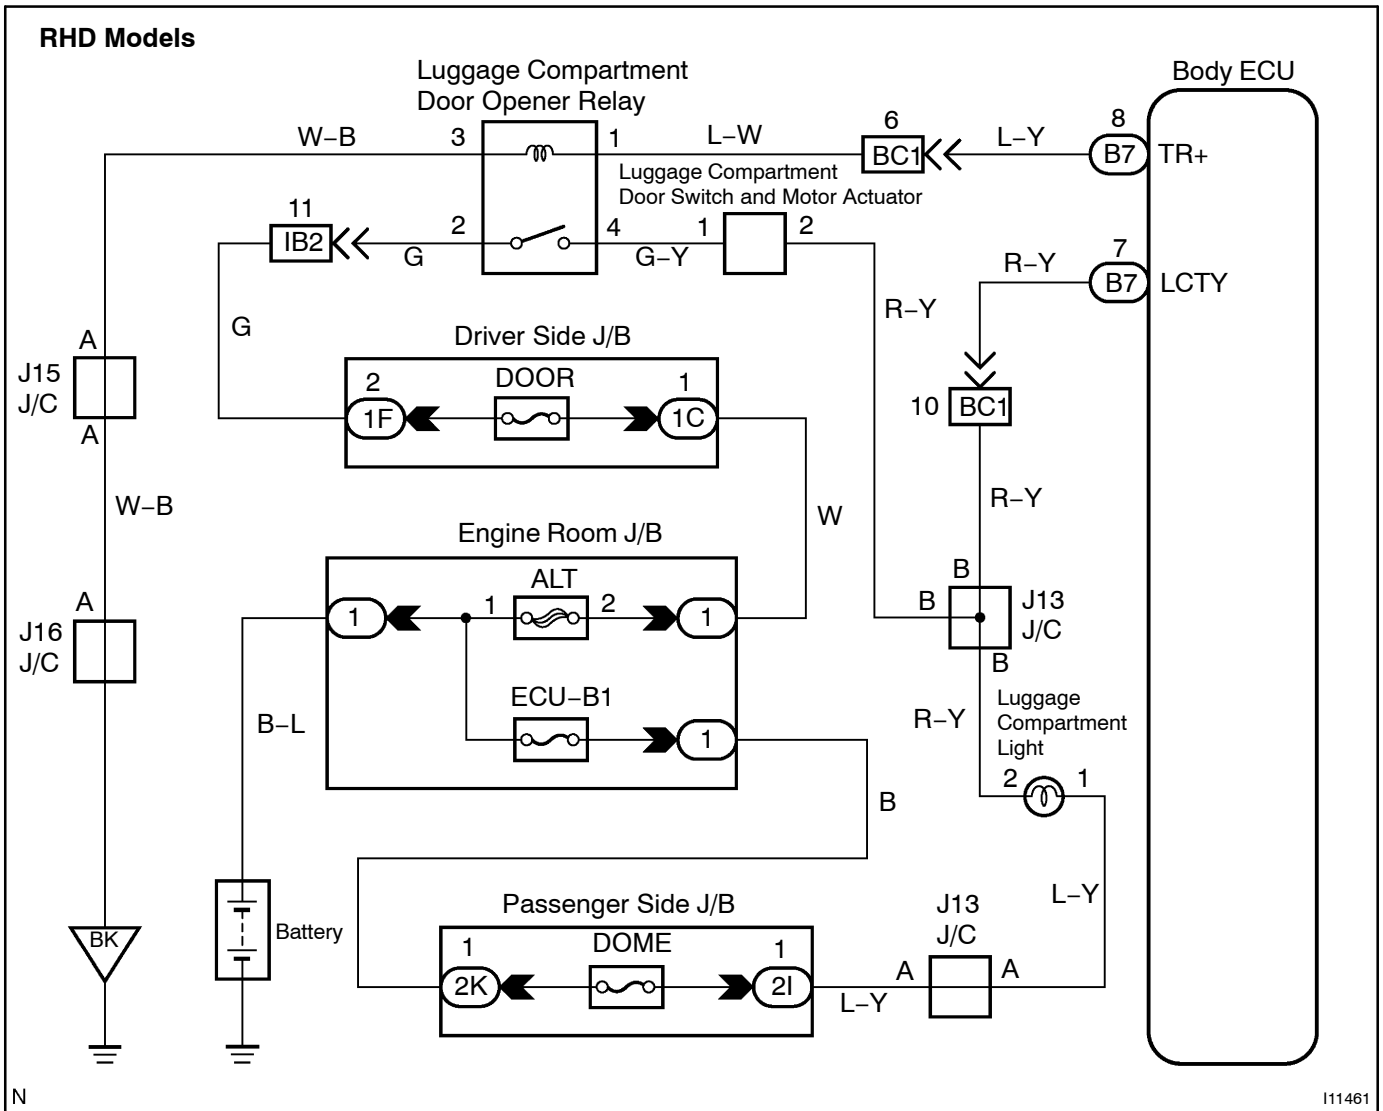 RHD Models
Luggage Compartment
Door Opener Relay
Body ECU
W–B
3
1
L–W
6
BC1
L–Y
8
B7
TR+
Luggage Compartment
Door Switch and Motor Actuator
11
IB2
G
2
4
G–Y
1
2
R–Y
7
B7
LCTY
R–Y
G
Driver Side J/B
A
J15
J/C
A
2
1F
DOOR
1
1C
10
BC1
W–B
R–Y
W
Engine Room J/B
ALT
1
1
2
1
B
B
J13
J/C
B
A
J16
J/C
ECU–B1
1
B–L
R–Y
Luggage
Compartment
Light
2
1
B
L–Y
Battery
BK
Passenger Side J/B
1
2K
DOME
1
2I
L–Y
J13
J/C
A
A
N
I11461